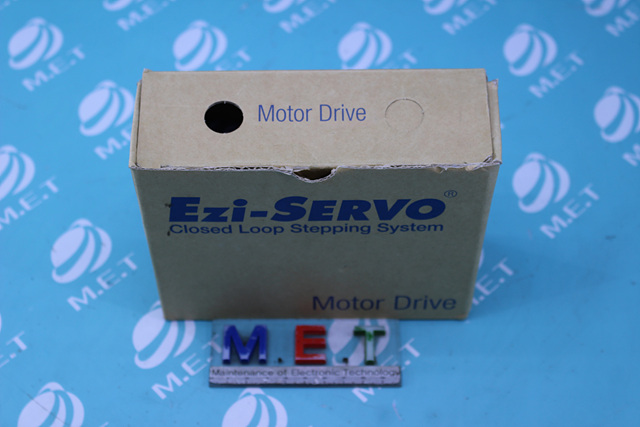 Motor Drive
Ezi-SERVO®
Closed Loop Stepping System
Motor Drive
M.E.T
Maintenance of Electronic Technology
M.E.T
M.E.T
M.E.T
M.E.T
M.E.T
M.E.T
M.E.T
M.E.T